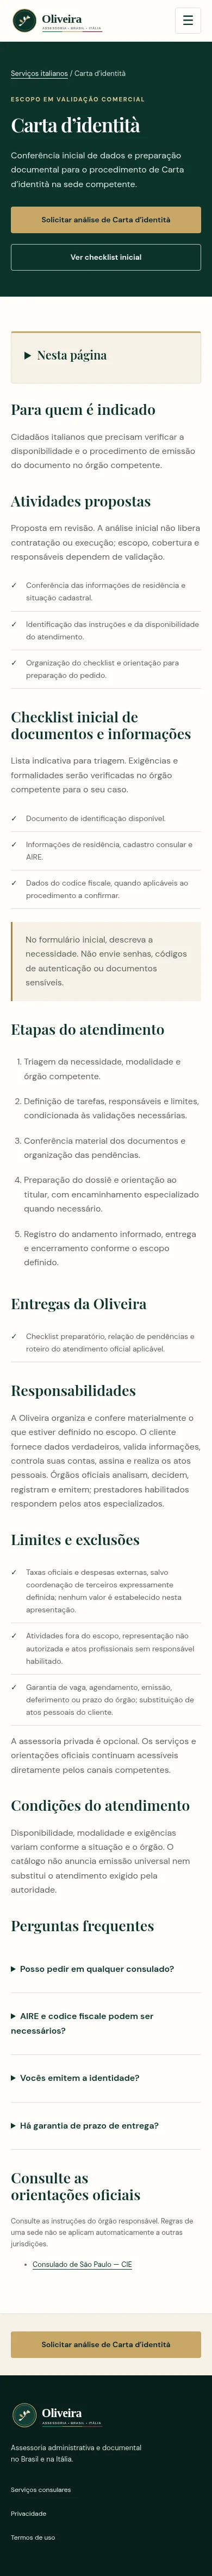 Oliveira
ASSESSORIA • BRASIL • ITÁLIA
☰
Serviços italianos / Carta d’identità
ESCOPO EM VALIDAÇÃO COMERCIAL
Carta d’identità
Conferência inicial de dados e preparação
documental para o procedimento de Carta
d’identità na sede competente.
Solicitar análise de Carta d’identità
Ver checklist inicial
▶ Nesta página
Para quem é indicado
Cidadãos italianos que precisam verificar a
disponibilidade e o procedimento de emissão
do documento no órgão competente.
Atividades propostas
Proposta em revisão. A análise inicial não libera
contratação ou execução; escopo, cobertura e
responsáveis dependem de validação.
✓ Conferência das informações de residência e
situação cadastral.
✓ Identificação das instruções e da disponibilidade
do atendimento.
✓ Organização do checklist e orientação para
preparação do pedido.
Checklist inicial de
documentos e informações
Lista indicativa para triagem. Exigências e
formalidades serão verificadas no órgão
competente para o seu caso.
✓ Documento de identificação disponível.
✓ Informações de residência, cadastro consular e
AIRE.
✓ Dados do codice fiscale, quando aplicáveis ao
procedimento a confirmar.
No formulário inicial, descreva a
necessidade. Não envie senhas, códigos
de autenticação ou documentos
sensíveis.
Etapas do atendimento
1. Triagem da necessidade, modalidade e
órgão competente.
2. Definição de tarefas, responsáveis e limites,
condicionada às validações necessárias.
3. Conferência material dos documentos e
organização das pendências.
4. Preparação do dossiê e orientação ao
titular, com encaminhamento especializado
quando necessário.
5. Registro do andamento informado, entrega
e encerramento conforme o escopo
definido.
Entregas da Oliveira
✓ Checklist preparatório, relação de pendências e
roteiro do atendimento oficial aplicável.
Responsabilidades
A Oliveira organiza e confere materialmente o
que estiver definido no escopo. O cliente
fornece dados verdadeiros, valida informações,
controla suas contas, assina e realiza os atos
pessoais. Órgãos oficiais analisam, decidem,
registram e emitem; prestadores habilitados
respondem pelos atos especializados.
Limites e exclusões
✓ Taxas oficiais e despesas externas, salvo
coordenação de terceiros expressamente
definida; nenhum valor é estabelecido nesta
apresentação.
✓ Atividades fora do escopo, representação não
autorizada e atos profissionais sem responsável
habilitado.
✓ Garantia de vaga, agendamento, emissão,
deferimento ou prazo do órgão; substituição de
atos pessoais do cliente.
A assessoria privada é opcional. Os serviços e
orientações oficiais continuam acessíveis
diretamente pelos canais competentes.
Condições do atendimento
Disponibilidade, modalidade e exigências
variam conforme a situação e o órgão. O
catálogo não anuncia emissão universal nem
substitui o atendimento exigido pela
autoridade.
Perguntas frequentes
▶ Posso pedir em qualquer consulado?
▶ AIRE e codice fiscale podem ser
necessários?
▶ Vocês emitem a identidade?
▶ Há garantia de prazo de entrega?
Consulte as
orientações oficiais
Consulte as instruções do órgão responsável. Regras de
uma sede não se aplicam automaticamente a outras
jurisdições.
• Consulado de São Paulo — CIE
Solicitar análise de Carta d’identità
Oliveira
ASSESSORIA • BRASIL • ITÁLIA
Assessoria administrativa e documental
no Brasil e na Itália.
Serviços consulares
Privacidade
Termos de uso